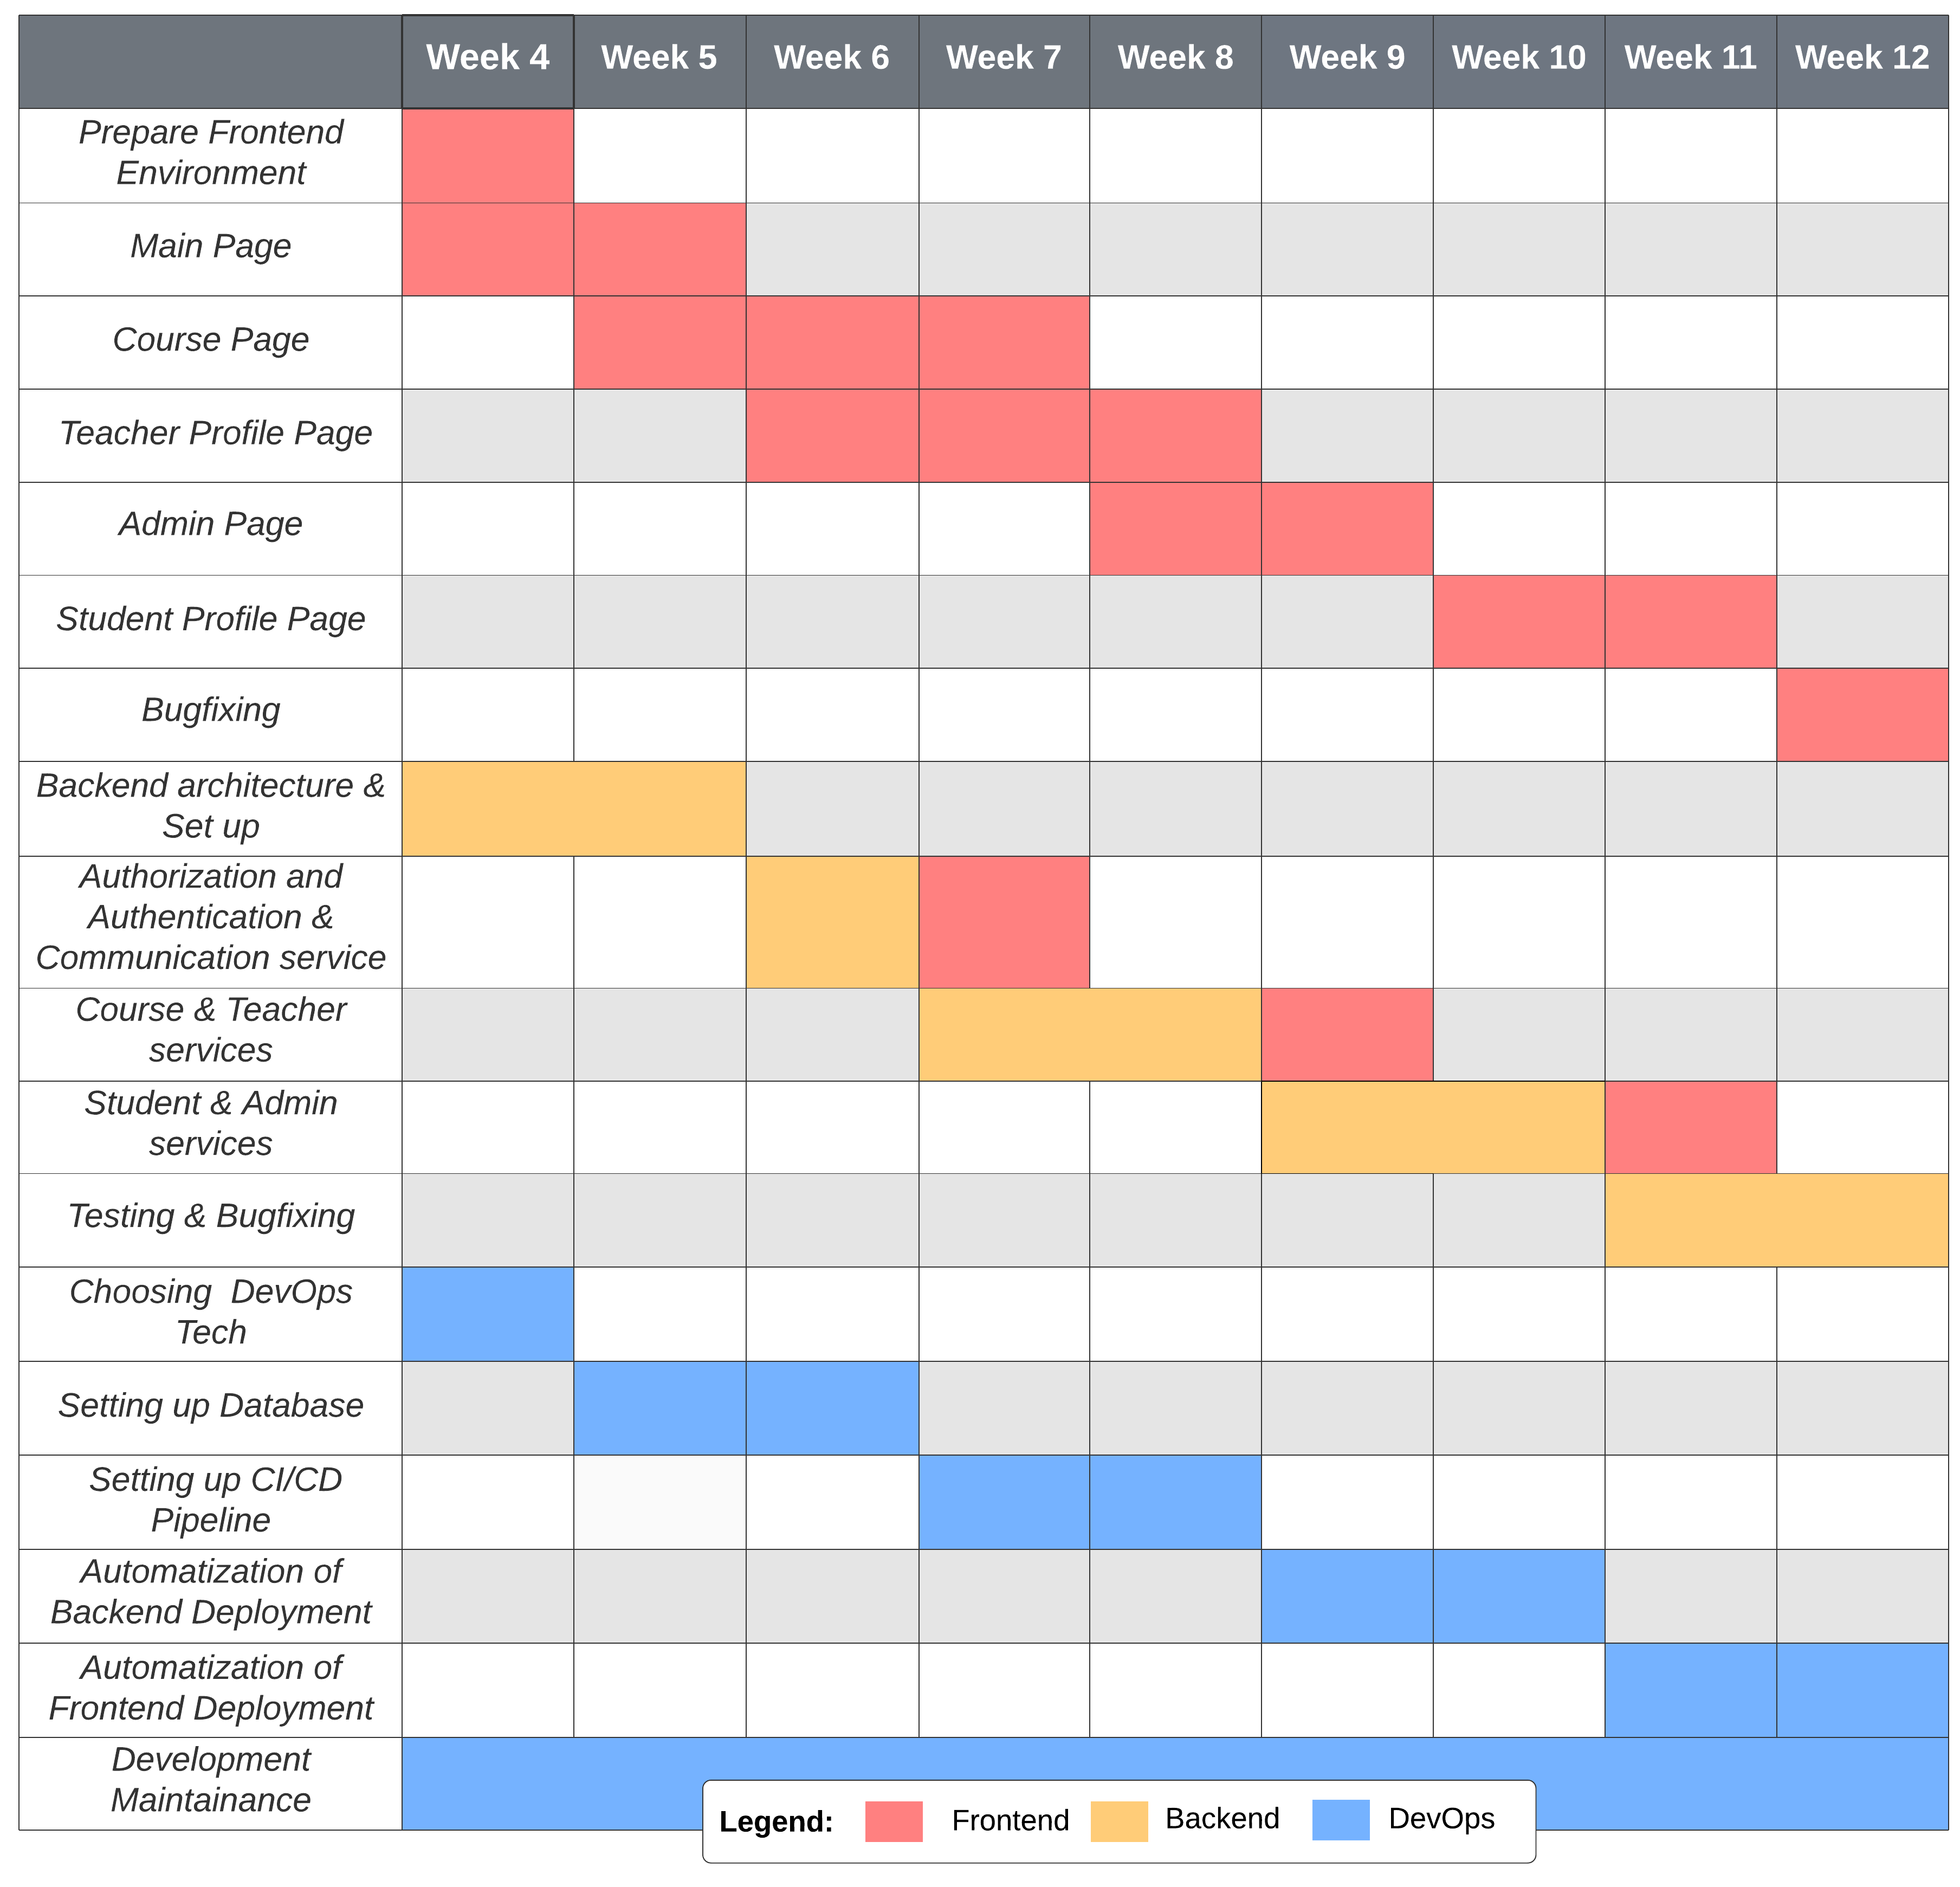 Week 4 Week 5 Week 6 Week 7 Week 8 Week 9 Week 10 Week 11 Week 12
Prepare Frontend
Environment
Main Page
Course Page
Teacher Profile Page
Admin Page
Student Profile Page
Bugfixing
Backend architecture &
Set up
Authorization and
Authentication &
Communication service
Course & Teacher
services
Student & Admin
services
Testing & Bugfixing
Choosing DevOps
Tech
Setting up Database
Setting up CI/CD
Pipeline
Automatization of
Backend Deployment
Automatization of
Frontend Deployment
Development
Maintainance
Legend: Frontend Backend DevOps